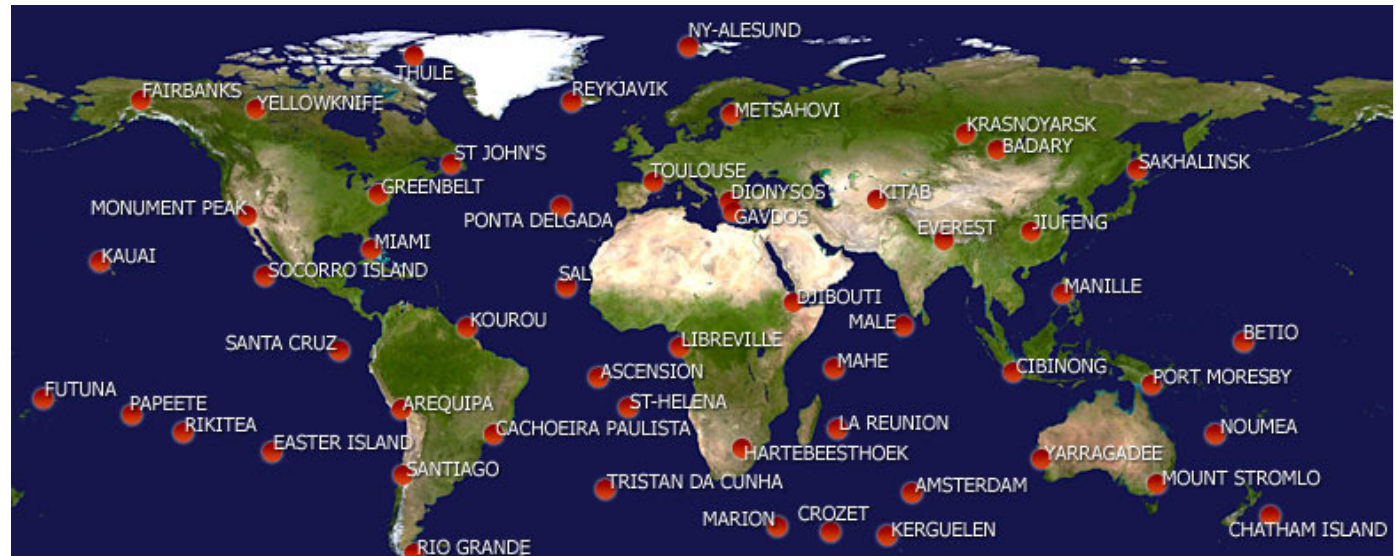 NY-ALESUND
THULE
FAIRBANKS
YELLOWKNIFE
REYKJAVIK
METSAHOVI
KRASNOYARSK
BADARY
ST JOHN'S
SAKHALINSK
TOULOUSE
GREENBELT
DIONYSOS
KITAB
MONUMENT PEAK
PONTA DELGADA
GAVDOS
EVEREST
JIUFENG
MIAMI
KAUAI
SOCORRO ISLAND
SAL
DJIBOUTI
MANILLE
KOUROU
MALE
SANTA CRUZ
LIBREVILLE
BETIO
MAHE
ASCENSION
CIBINONG
PORT MORESBY
FUTUNA
PAPEETE
AREQUIPA
ST-HELENA
RIKITEA
CACHOEIRA PAULISTA
LA REUNION
NOUMEA
EASTER ISLAND
HARTEBEESTHOEK
YARRAGADEE
SANTIAGO
TRISTAN DA CUNHA
AMSTERDAM
MOUNT STROMLO
MARION
CROZET
KERGUELEN
CHATHAM ISLAND
RIO GRANDE